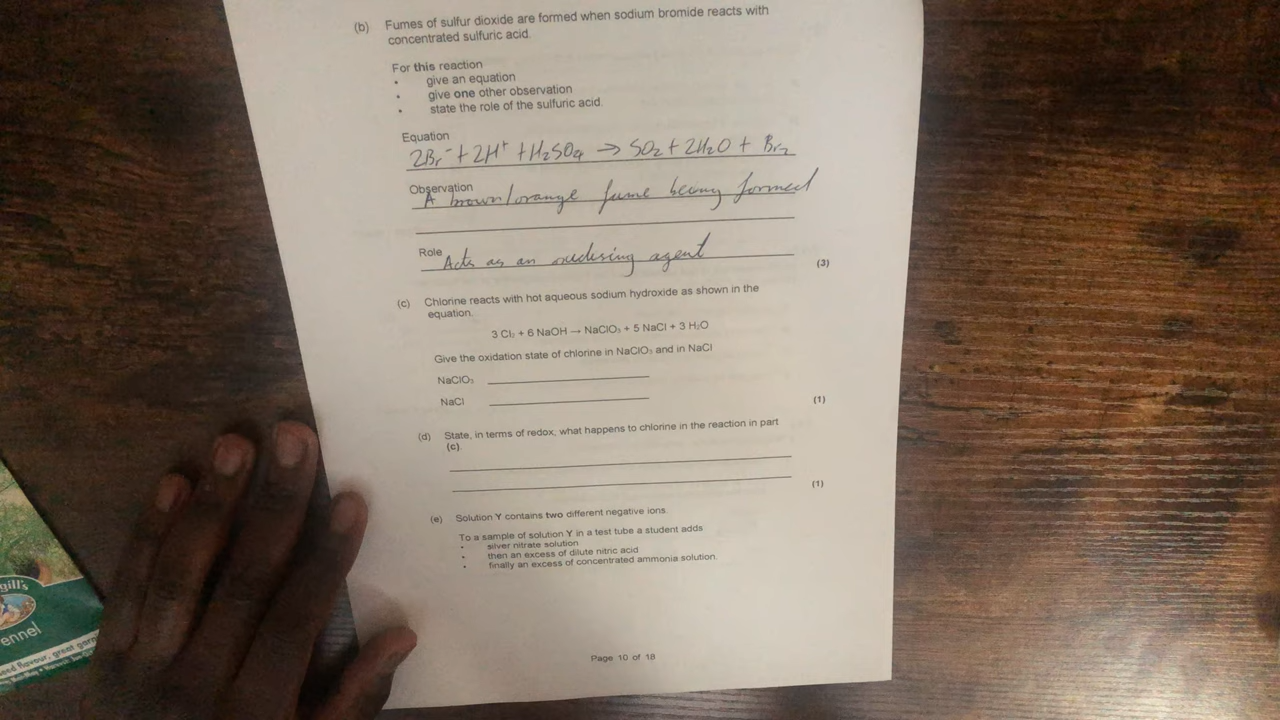 (b) Fumes of sulfur dioxide are formed when sodium bromide reacts with
concentrated sulfuric acid.
For this reaction
• give an equation
• give one other observation
• state the role of the sulfuric acid.
Equation
2Br⁻ + 2H⁺ + H₂SO₄ → SO₂ + 2H₂O + Br₂
Observation
A brown/orange fume being formed
Role
Acts as an oxidising agent
(3)
(c) Chlorine reacts with hot aqueous sodium hydroxide as shown in the
equation.
3 Cl₂ + 6 NaOH → NaClO₃ + 5 NaCl + 3 H₂O
Give the oxidation state of chlorine in NaClO₃ and in NaCl
NaClO₃
NaCl
(1)
(d) State, in terms of redox, what happens to chlorine in the reaction in part
(c).
(1)
(e) Solution Y contains two different negative ions.
To a sample of solution Y in a test tube a student adds
• silver nitrate solution
• then an excess of dilute nitric acid
• finally an excess of concentrated ammonia solution.
Page 10 of 18
gill's
ennel
flavour, great